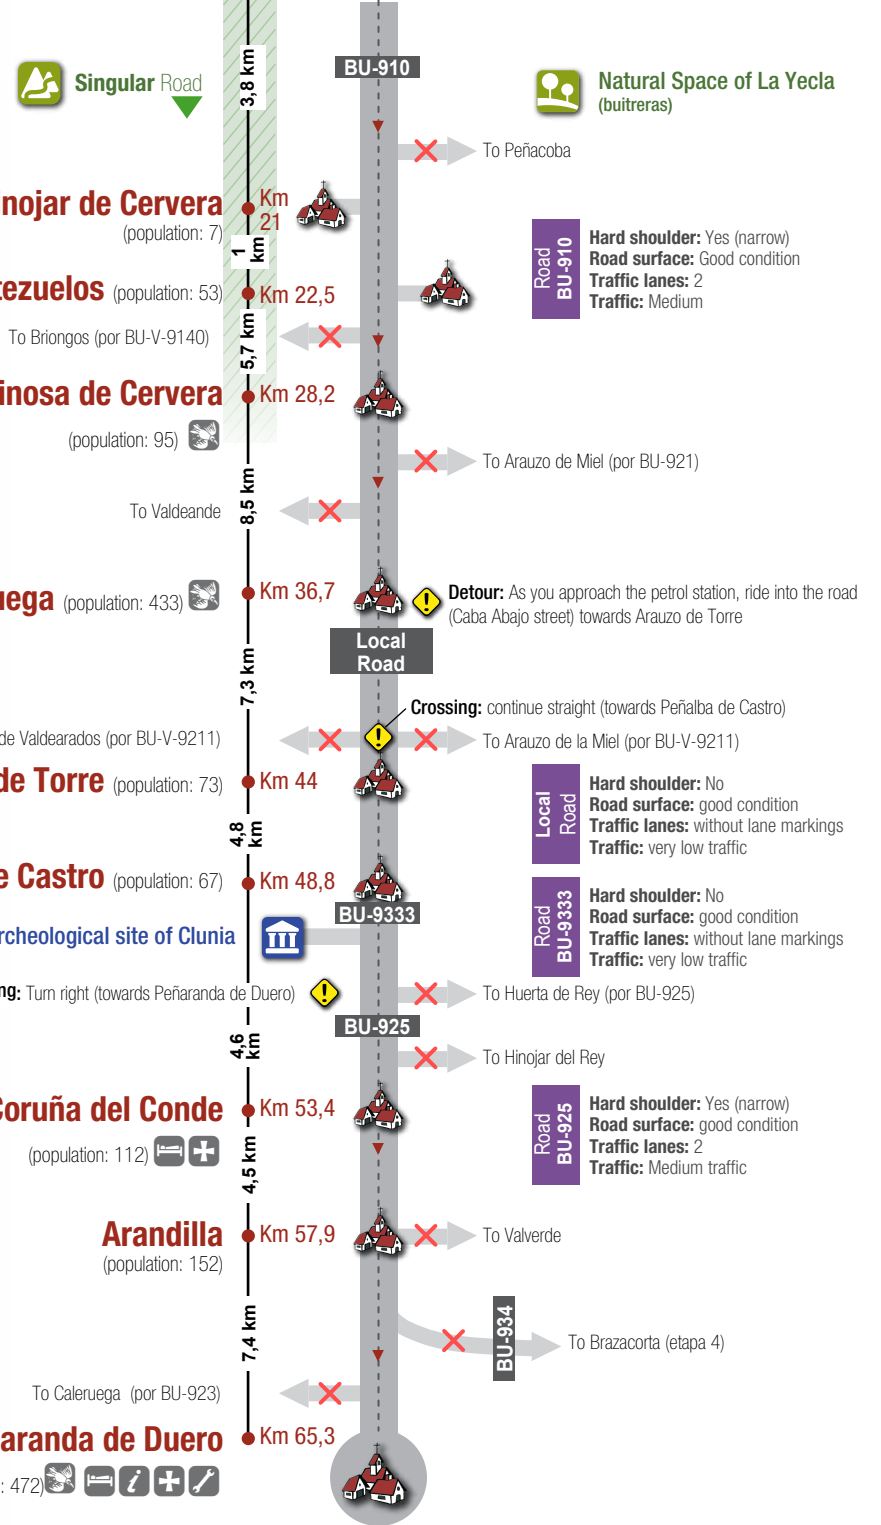 3,8 km
BU-910
Singular Road
Natural Space of La Yecla
(buitreras)
To Peñacoba
nojar de Cervera
(population: 7)
Km
21
1
km
Road
BU-910
Hard shoulder: Yes (narrow)
Road surface: Good condition
Traffic lanes: 2
Traffic: Medium
tezuelos (population: 53)
Km 22,5
To Briongos (por BU-V-9140)
5,7 km
inosa de Cervera
Km 28,2
(population: 95)
To Arauzo de Miel (por BU-921)
8,5 km
To Valdeande
uega (population: 433)
Km 36,7
Detour: As you approach the petrol station, ride into the road
(Caba Abajo street) towards Arauzo de Torre
Local
Road
7,3 km
Crossing: continue straight (towards Peñalba de Castro)
de Valdearados (por BU-V-9211)
To Arauzo de la Miel (por BU-V-9211)
de Torre (population: 73)
Km 44
Local
Road
Hard shoulder: No
Road surface: good condition
Traffic lanes: without lane markings
Traffic: very low traffic
4,8
km
e Castro (population: 67)
Km 48,8
BU-9333
Road
BU-9333
Hard shoulder: No
Road surface: good condition
Traffic lanes: without lane markings
Traffic: very low traffic
rcheological site of Clunia
ng: Turn right (towards Peñaranda de Duero)
To Huerta de Rey (por BU-925)
BU-925
4,6
km
To Hinojar del Rey
Coruña del Conde
Km 53,4
(population: 112)
Road
BU-925
Hard shoulder: Yes (narrow)
Road surface: good condition
Traffic lanes: 2
Traffic: Medium traffic
4,5 km
Arandilla
Km 57,9
(population: 152)
To Valverde
7,4 km
BU-934
To Brazacorta (etapa 4)
To Caleruega (por BU-923)
aranda de Duero
Km 65,3
: 472)